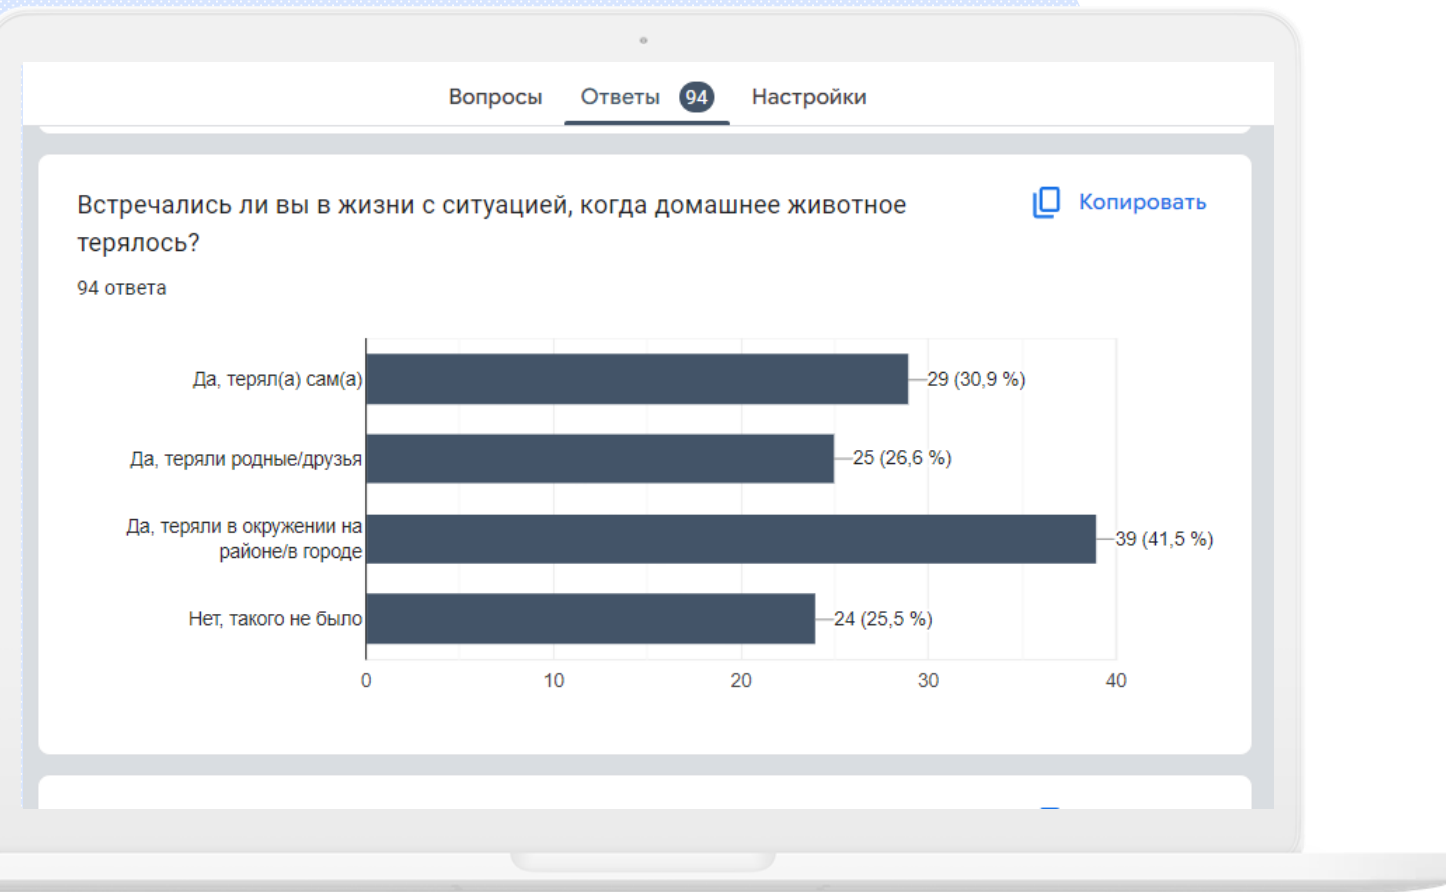 Вопросы Ответы 94 Настройки
Встречались ли вы в жизни с ситуацией, когда домашнее животное
терялось?
Копировать
94 ответа
Да, терял(а) сам(а)
29 (30,9 %)
Да, теряли родные/друзья
25 (26,6 %)
Да, теряли в окружении на
районе/в городе
39 (41,5 %)
Нет, такого не было
24 (25,5 %)
0 10 20 30 40